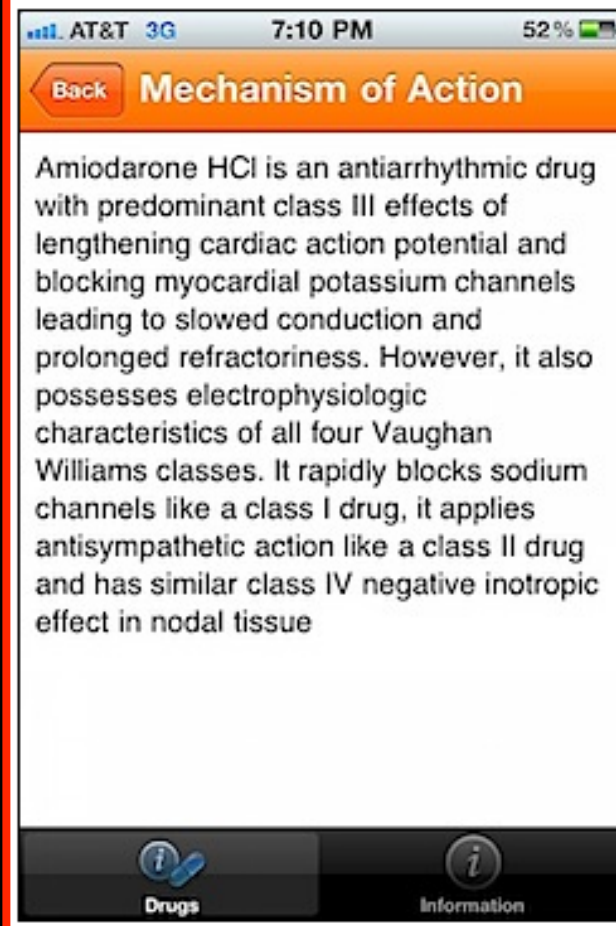 AT&T 3G 7:10 PM 52%
Back Mechanism of Action
Amiodarone HCl is an antiarrhythmic drug
with predominant class III effects of
lengthening cardiac action potential and
blocking myocardial potassium channels
leading to slowed conduction and
prolonged refractoriness. However, it also
possesses electrophysiologic
characteristics of all four Vaughan
Williams classes. It rapidly blocks sodium
channels like a class I drug, it applies
antisympathetic action like a class II drug
and has similar class IV negative inotropic
effect in nodal tissue
Drugs Information